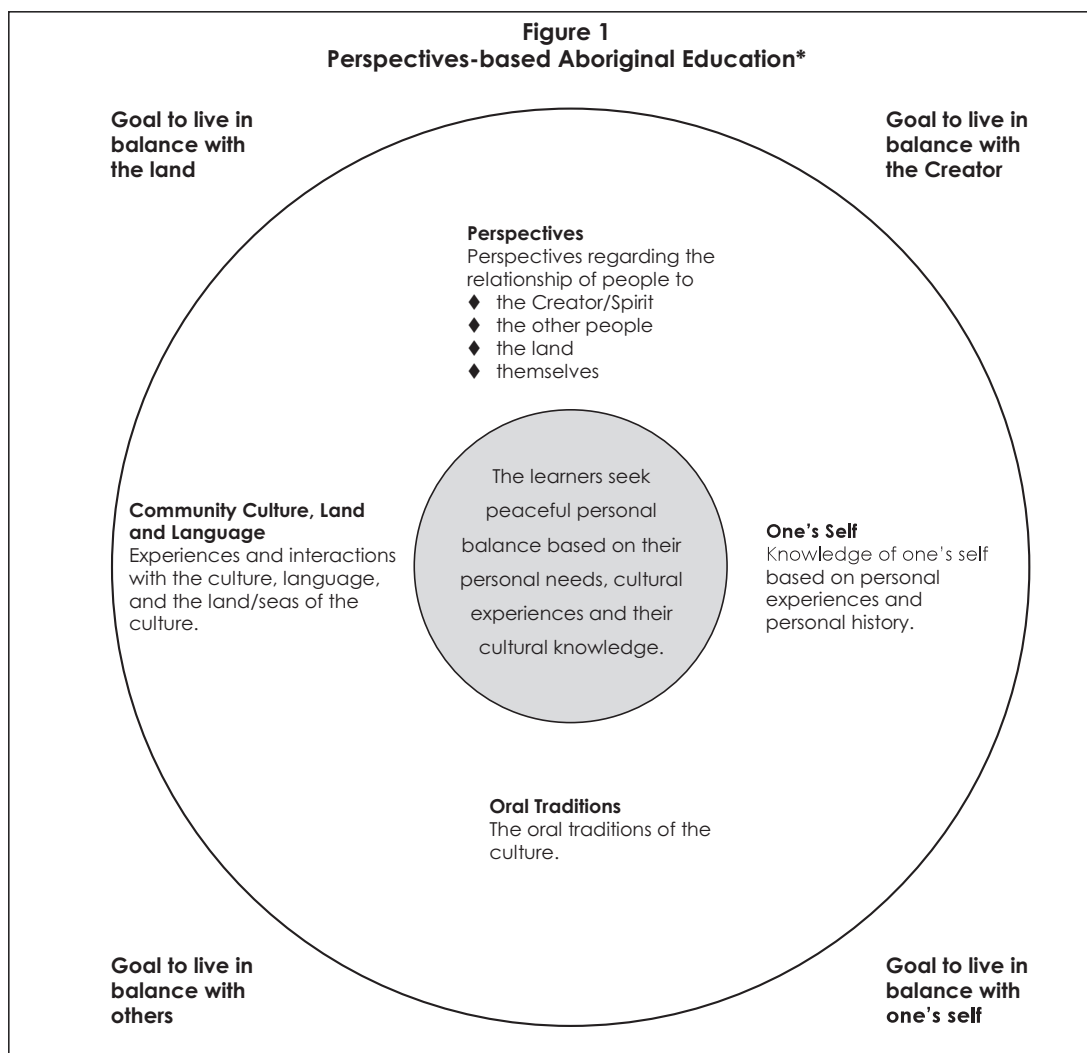 Figure 1
Perspectives-based Aboriginal Education*
Goal to live in
balance with
the land
Goal to live in
balance with
the Creator
Perspectives
Perspectives regarding the
relationship of people to
♦ the Creator/Spirit
♦ the other people
♦ the land
♦ themselves
The learners seek
peaceful personal
balance based on their
personal needs, cultural
experiences and their
cultural knowledge.
Community Culture, Land
and Language
Experiences and interactions
with the culture, language,
and the land/seas of the
culture.
One's Self
Knowledge of one's self
based on personal
experiences and
personal history.
Oral Traditions
The oral traditions of the
culture.
Goal to live in
balance with
others
Goal to live in
balance with
one's self